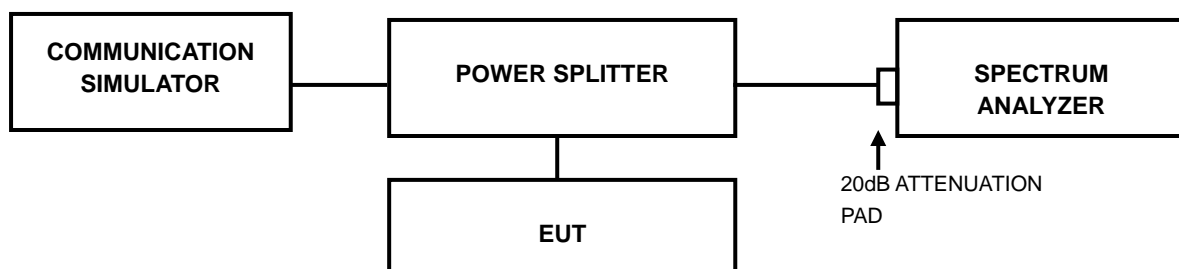 COMMUNICATION
SIMULATOR
POWER SPLITTER
SPECTRUM
ANALYZER
20dB ATTENUATION
PAD
EUT